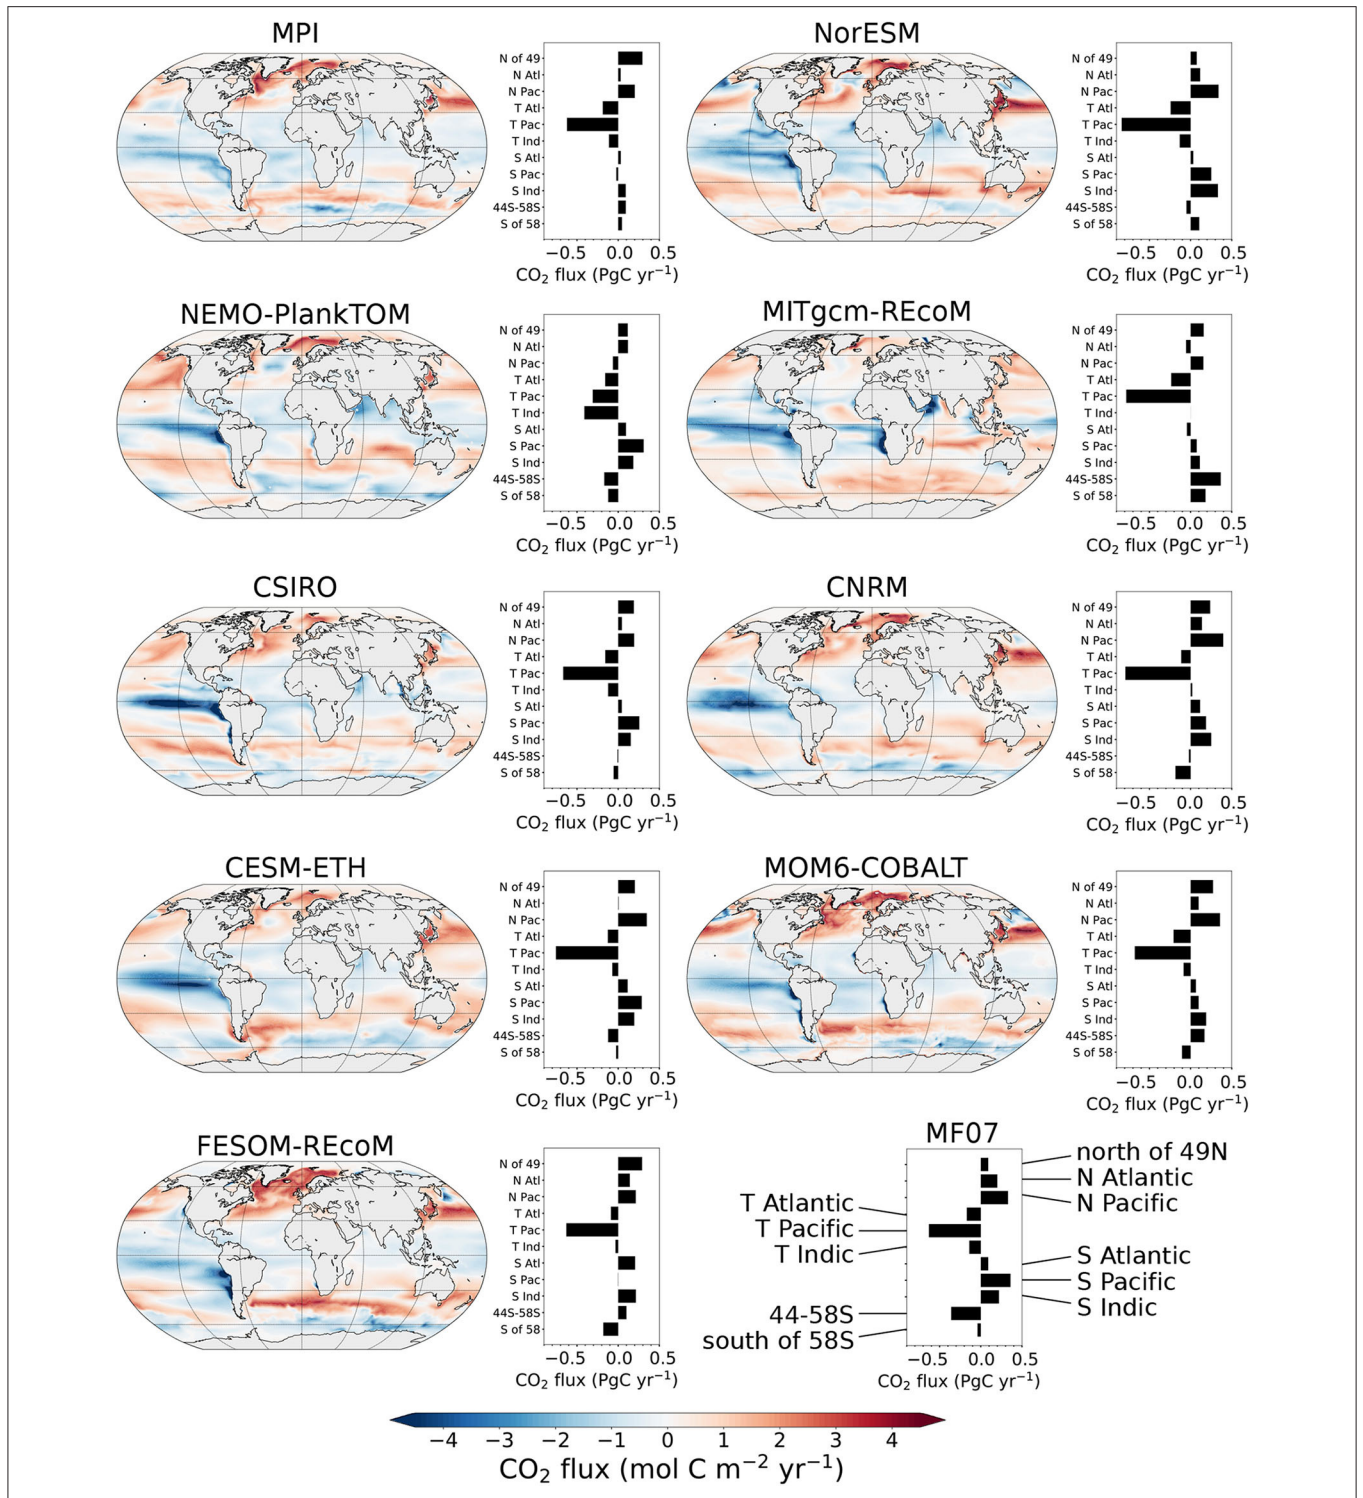 MPI
N of 49
N Atl
N Pac
T Atl
T Pac
T Ind
S Atl
S Pac
S Ind
44S-58S
S of 58
−0.5 0.0 0.5
CO₂ flux (PgC yr⁻¹)
NorESM
N of 49
N Atl
N Pac
T Atl
T Pac
T Ind
S Atl
S Pac
S Ind
44S-58S
S of 58
−0.5 0.0 0.5
CO₂ flux (PgC yr⁻¹)
NEMO-PlankTOM
N of 49
N Atl
N Pac
T Atl
T Pac
T Ind
S Atl
S Pac
S Ind
44S-58S
S of 58
−0.5 0.0 0.5
CO₂ flux (PgC yr⁻¹)
MITgcm-REcoM
N of 49
N Atl
N Pac
T Atl
T Pac
T Ind
S Atl
S Pac
S Ind
44S-58S
S of 58
−0.5 0.0 0.5
CO₂ flux (PgC yr⁻¹)
CSIRO
N of 49
N Atl
N Pac
T Atl
T Pac
T Ind
S Atl
S Pac
S Ind
44S-58S
S of 58
−0.5 0.0 0.5
CO₂ flux (PgC yr⁻¹)
CNRM
N of 49
N Atl
N Pac
T Atl
T Pac
T Ind
S Atl
S Pac
S Ind
44S-58S
S of 58
−0.5 0.0 0.5
CO₂ flux (PgC yr⁻¹)
CESM-ETH
N of 49
N Atl
N Pac
T Atl
T Pac
T Ind
S Atl
S Pac
S Ind
44S-58S
S of 58
−0.5 0.0 0.5
CO₂ flux (PgC yr⁻¹)
MOM6-COBALT
N of 49
N Atl
N Pac
T Atl
T Pac
T Ind
S Atl
S Pac
S Ind
44S-58S
S of 58
−0.5 0.0 0.5
CO₂ flux (PgC yr⁻¹)
FESOM-REcoM
N of 49
N Atl
N Pac
T Atl
T Pac
T Ind
S Atl
S Pac
S Ind
44S-58S
S of 58
−0.5 0.0 0.5
CO₂ flux (PgC yr⁻¹)
MF07
north of 49N
N Atlantic
N Pacific
T Atlantic
T Pacific
T Indic
S Atlantic
S Pacific
S Indic
44-58S
south of 58S
−0.5 0.0 0.5
CO₂ flux (PgC yr⁻¹)
−4 −3 −2 −1 0 1 2 3 4
CO₂ flux (mol C m⁻² yr⁻¹)